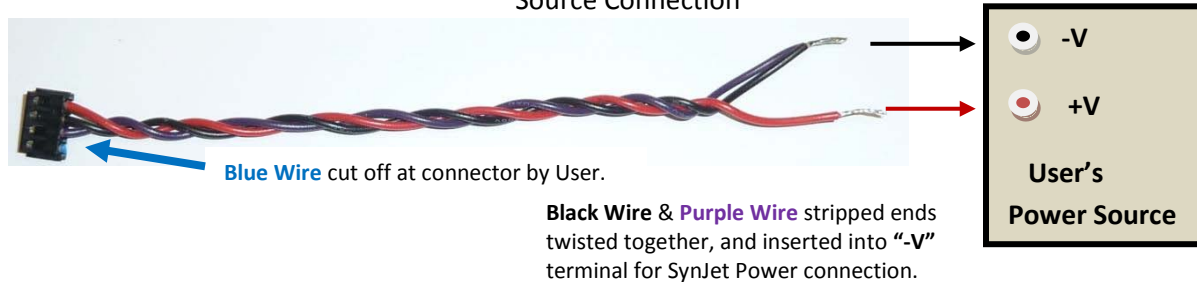 Source Connection
-V
+V
Blue Wire cut off at connector by User.
User's
Power Source
Black Wire & Purple Wire stripped ends
twisted together, and inserted into “-V”
terminal for SynJet Power connection.